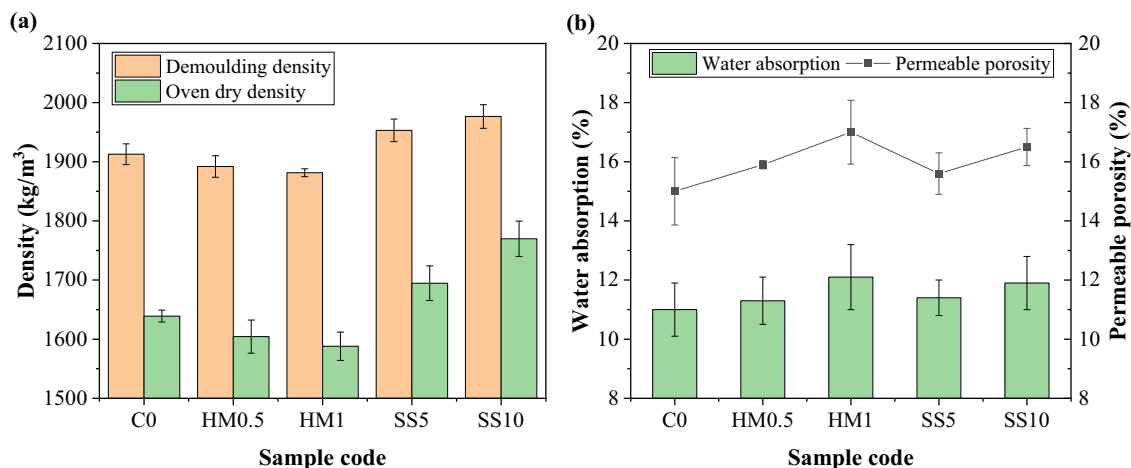 (a)
2100
2000
1900
1800
1700
1600
1500
Density (kg/m³)
Demoulding density
Oven dry density
C0 HM0.5 HM1 SS5 SS10
Sample code
(b)
20
18
16
14
12
10
8
Water absorption (%)
Water absorption Permeable porosity
20
18
16
14
12
10
8
Permeable porosity (%)
C0 HM0.5 HM1 SS5 SS10
Sample code